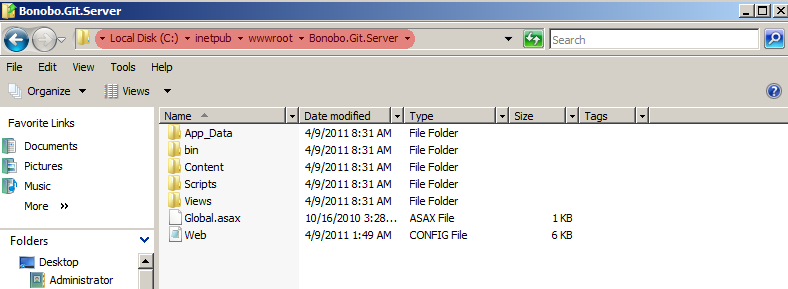 Bonobo.Git.Server
Local Disk (C:) inetpub wwwroot Bonobo.Git.Server Search
File Edit View Tools Help
Organize Views
Favorite Links
Documents
Pictures
Music
More »
Folders
Desktop
Administrator
Name Date modified Type Size Tags
App_Data 4/9/2011 8:31 AM File Folder
bin 4/9/2011 8:31 AM File Folder
Content 4/9/2011 8:31 AM File Folder
Scripts 4/9/2011 8:31 AM File Folder
Views 4/9/2011 8:31 AM File Folder
Global.asax 10/16/2010 3:28... ASAX File 1 KB
Web 4/9/2011 1:49 AM CONFIG File 6 KB